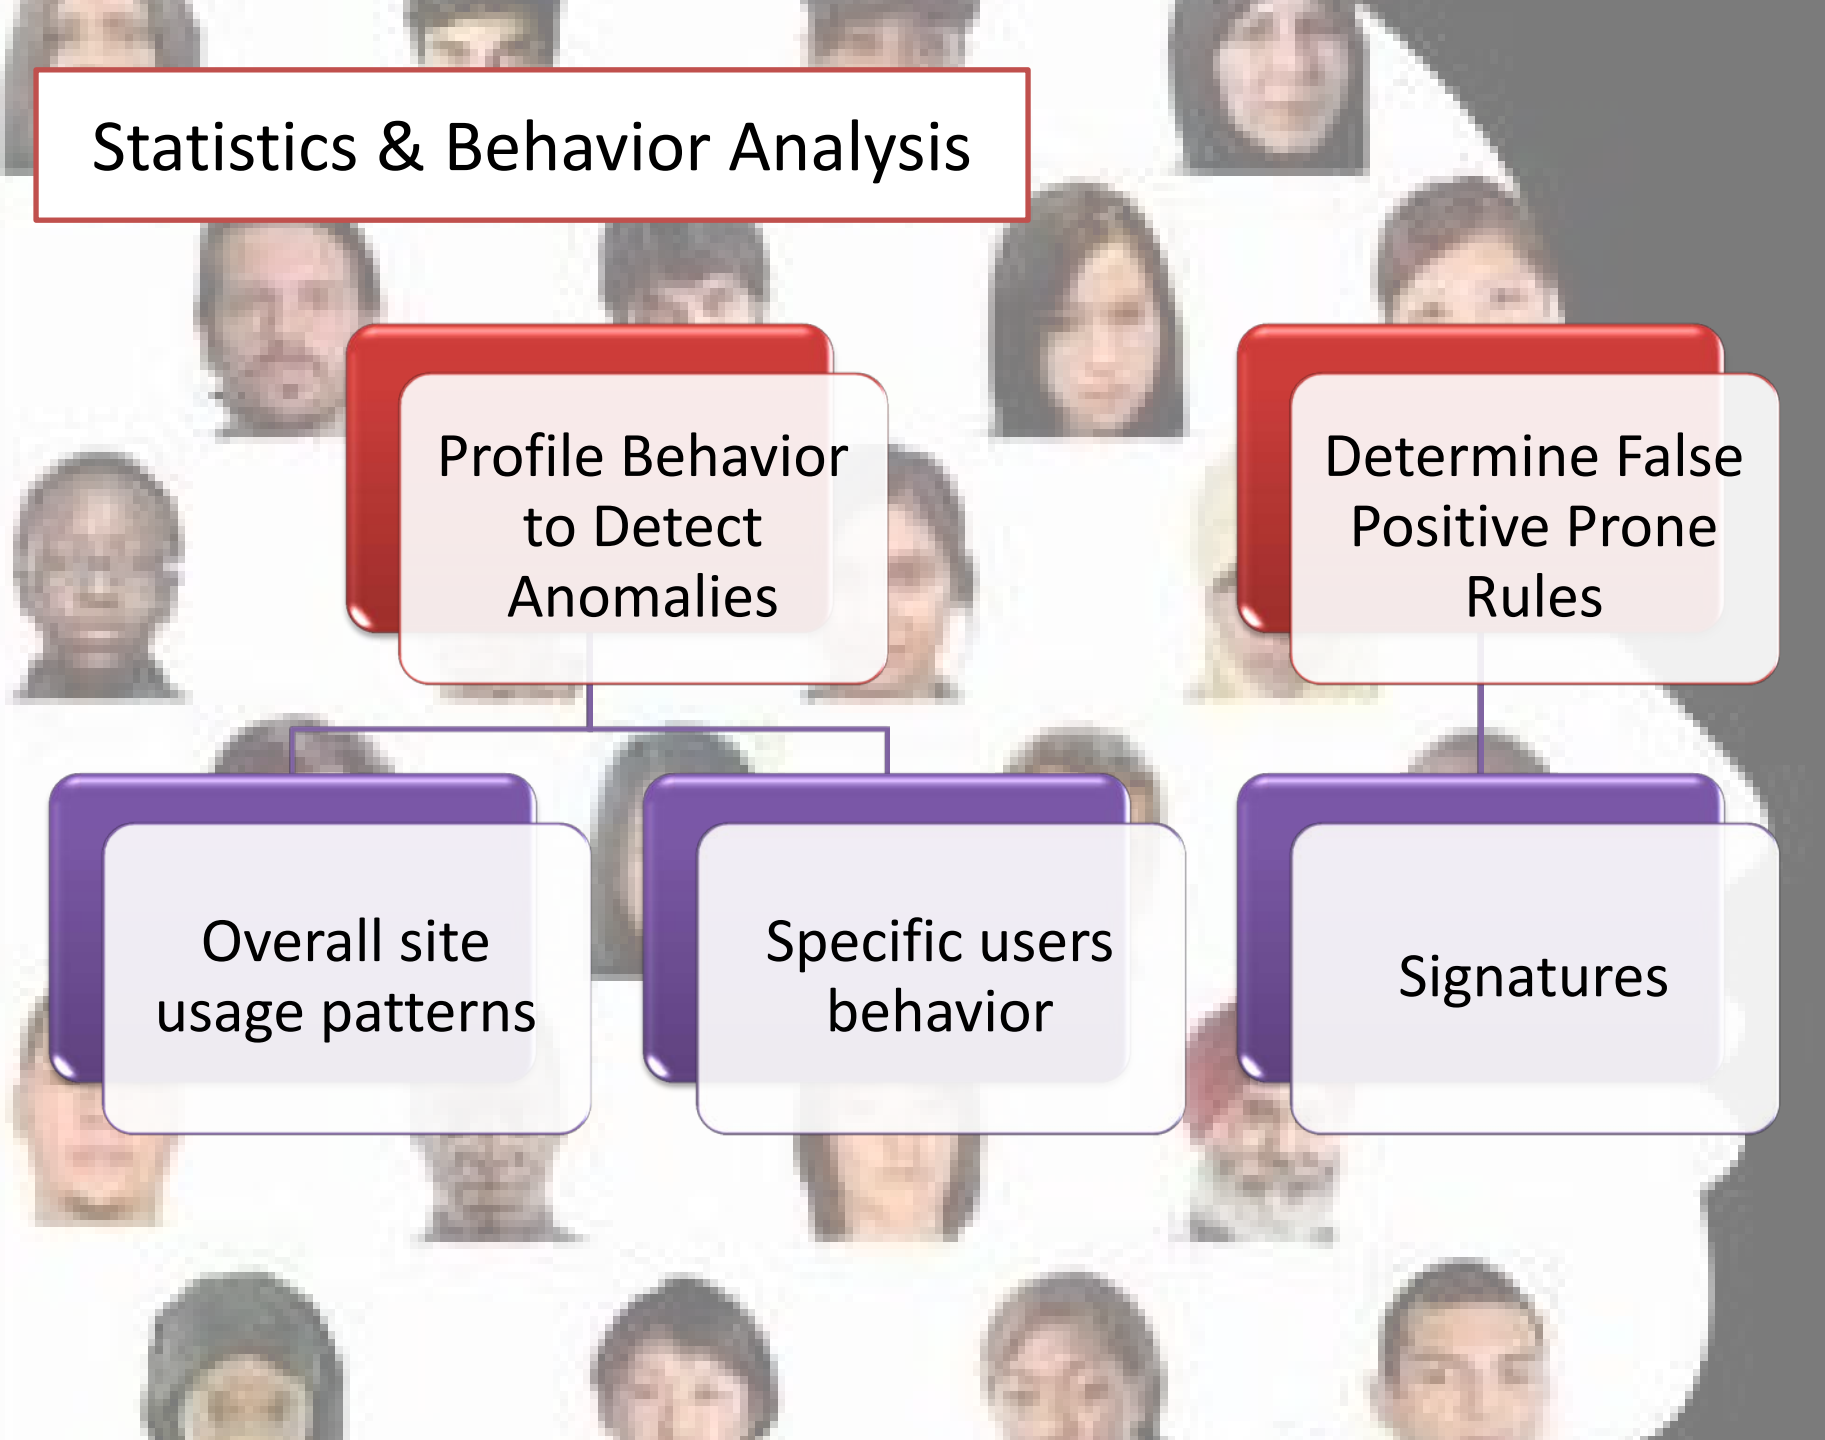 Statistics & Behavior Analysis
Profile Behavior
to Detect
Anomalies
Determine False
Positive Prone
Rules
Overall site
usage patterns
Specific users
behavior
Signatures